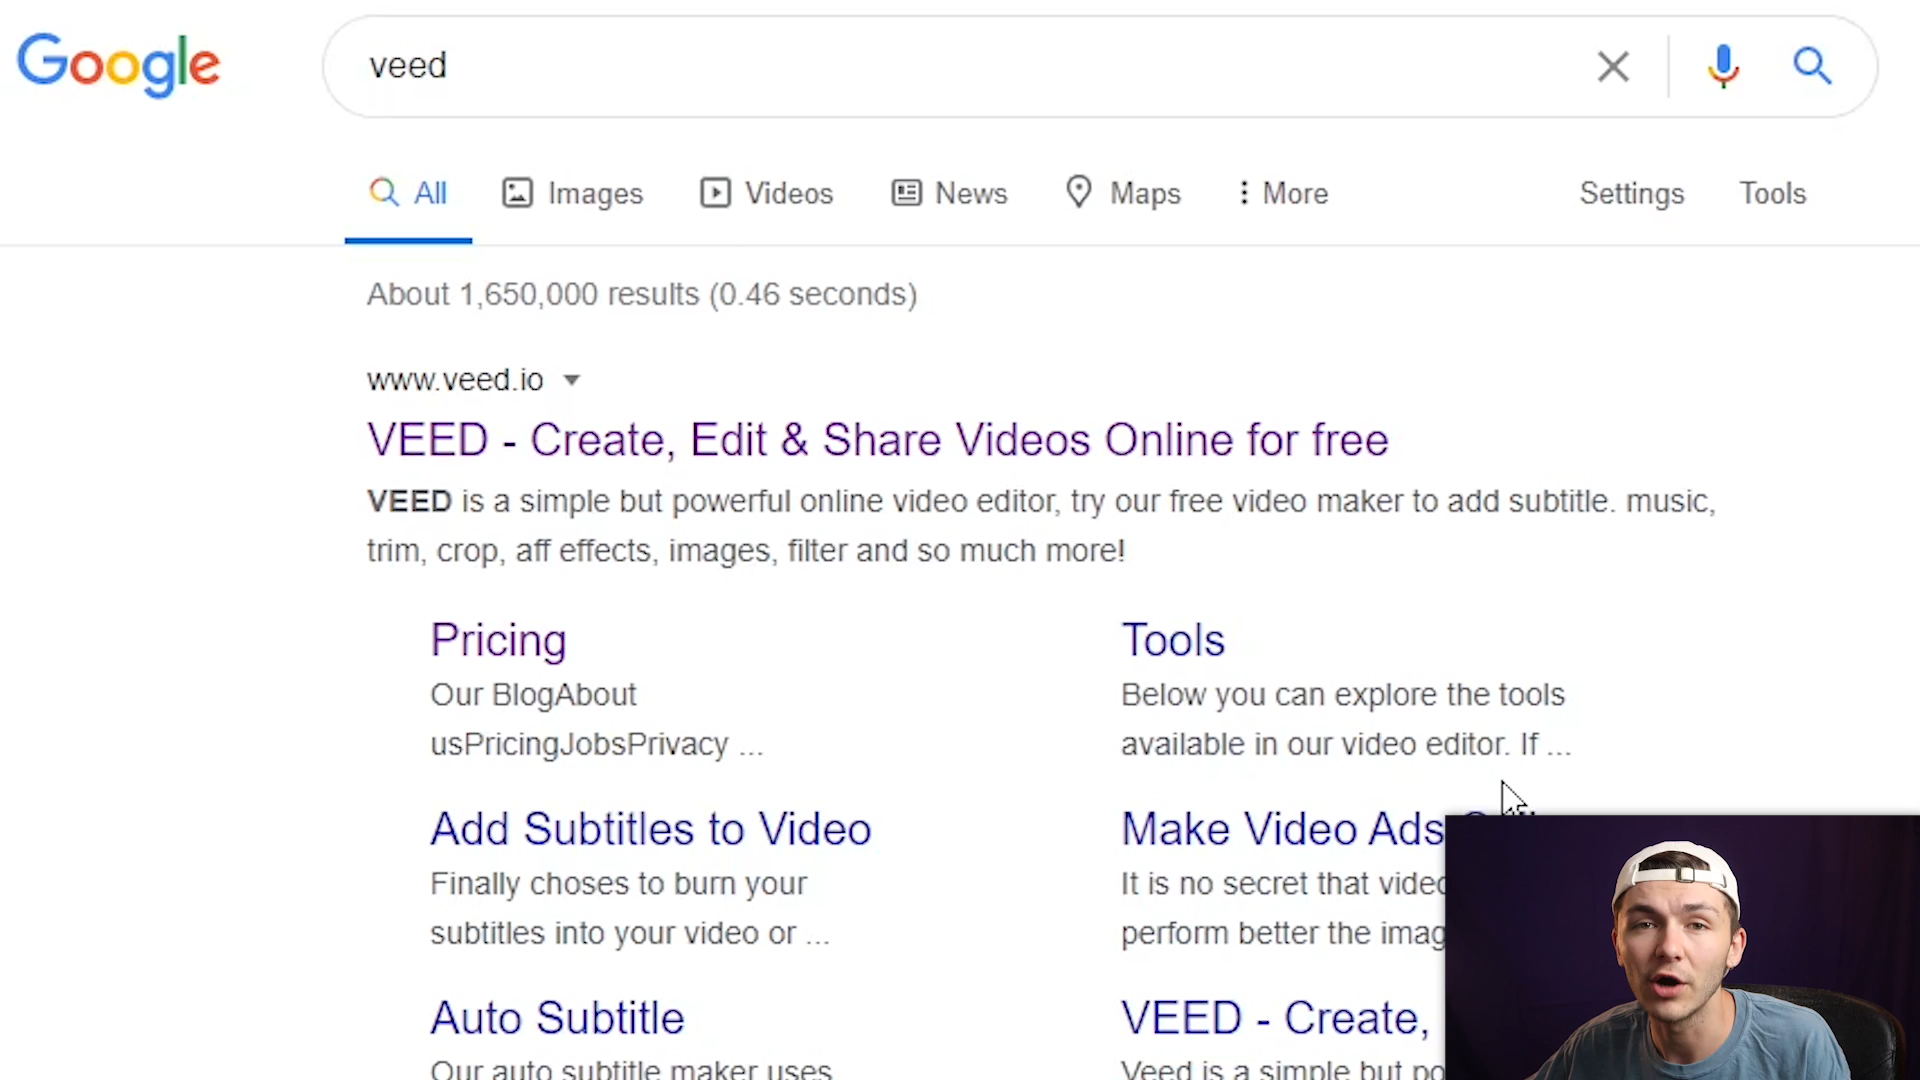 Google
veed
All Images Videos News Maps More Settings Tools
About 1,650,000 results (0.46 seconds)
www.veed.io
VEED - Create, Edit & Share Videos Online for free
VEED is a simple but powerful online video editor, try our free video maker to add subtitle. music,
trim, crop, aff effects, images, filter and so much more!
Pricing
Our BlogAbout
usPricingJobsPrivacy ...
Tools
Below you can explore the tools
available in our video editor. If ...
Add Subtitles to Video
Finally choses to burn your
subtitles into your video or ...
Make Video Ads
It is no secret that video
perform better the imag
Auto Subtitle
Our auto subtitle maker uses
VEED - Create,
Veed is a simple but po